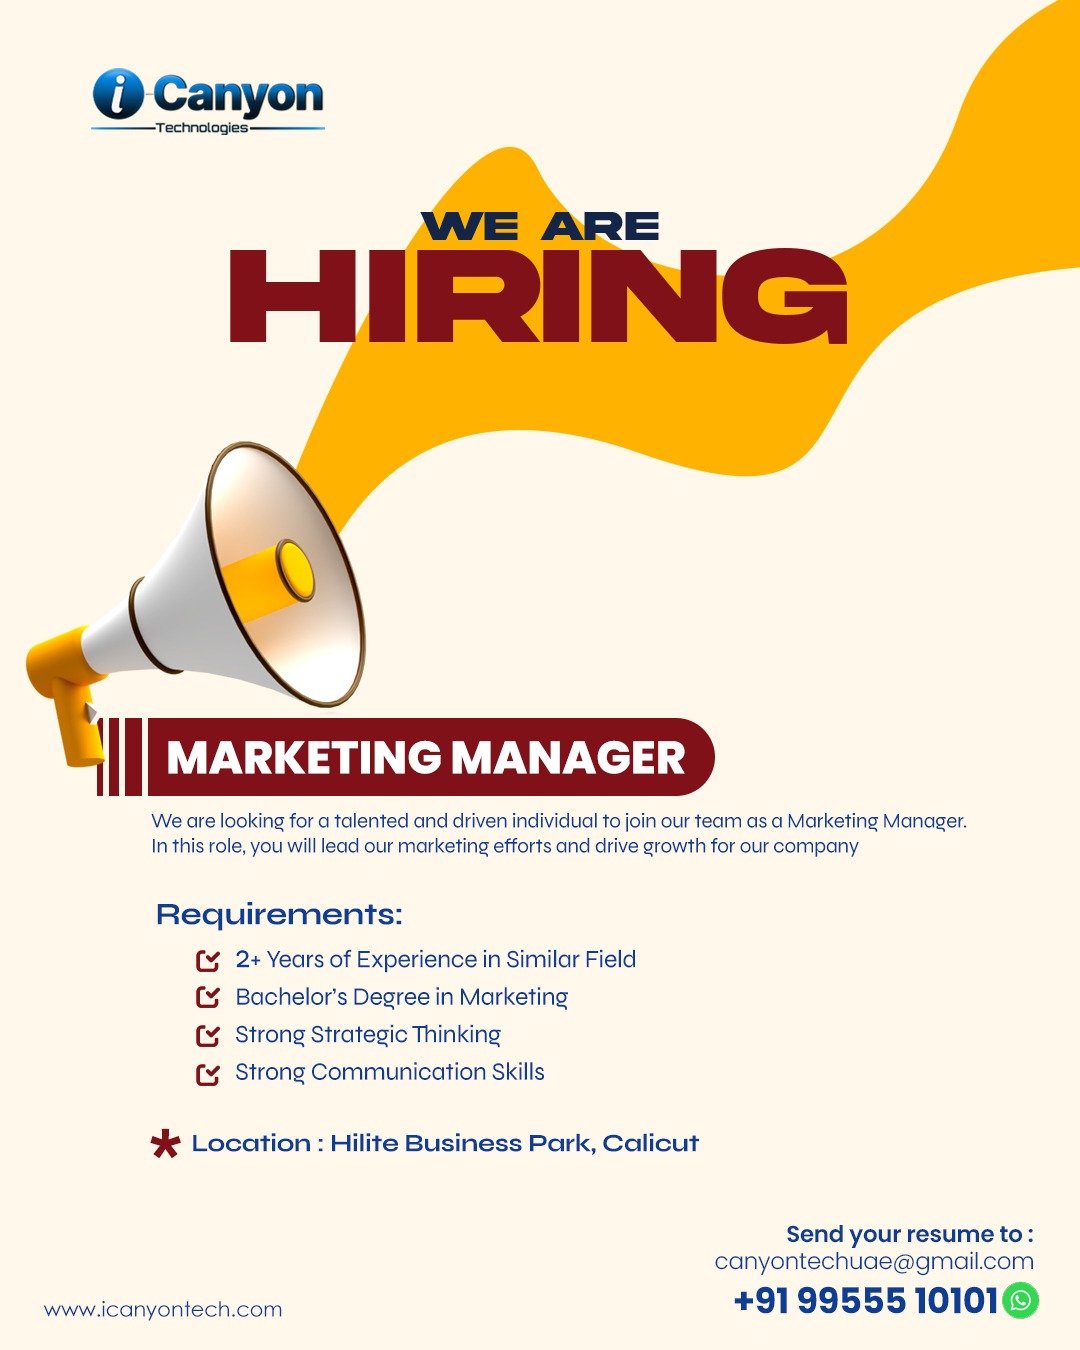 i-Canyon
Technologies
WE ARE
HIRING
MARKETING MANAGER
We are looking for a talented and driven individual to join our team as a Marketing Manager.
In this role, you will lead our marketing efforts and drive growth for our company
Requirements:
2+ Years of Experience in Similar Field
Bachelor’s Degree in Marketing
Strong Strategic Thinking
Strong Communication Skills
* Location : Hilite Business Park, Calicut
Send your resume to :
canyontechuae@gmail.com
+91 99555 10101
www.icanyontech.com